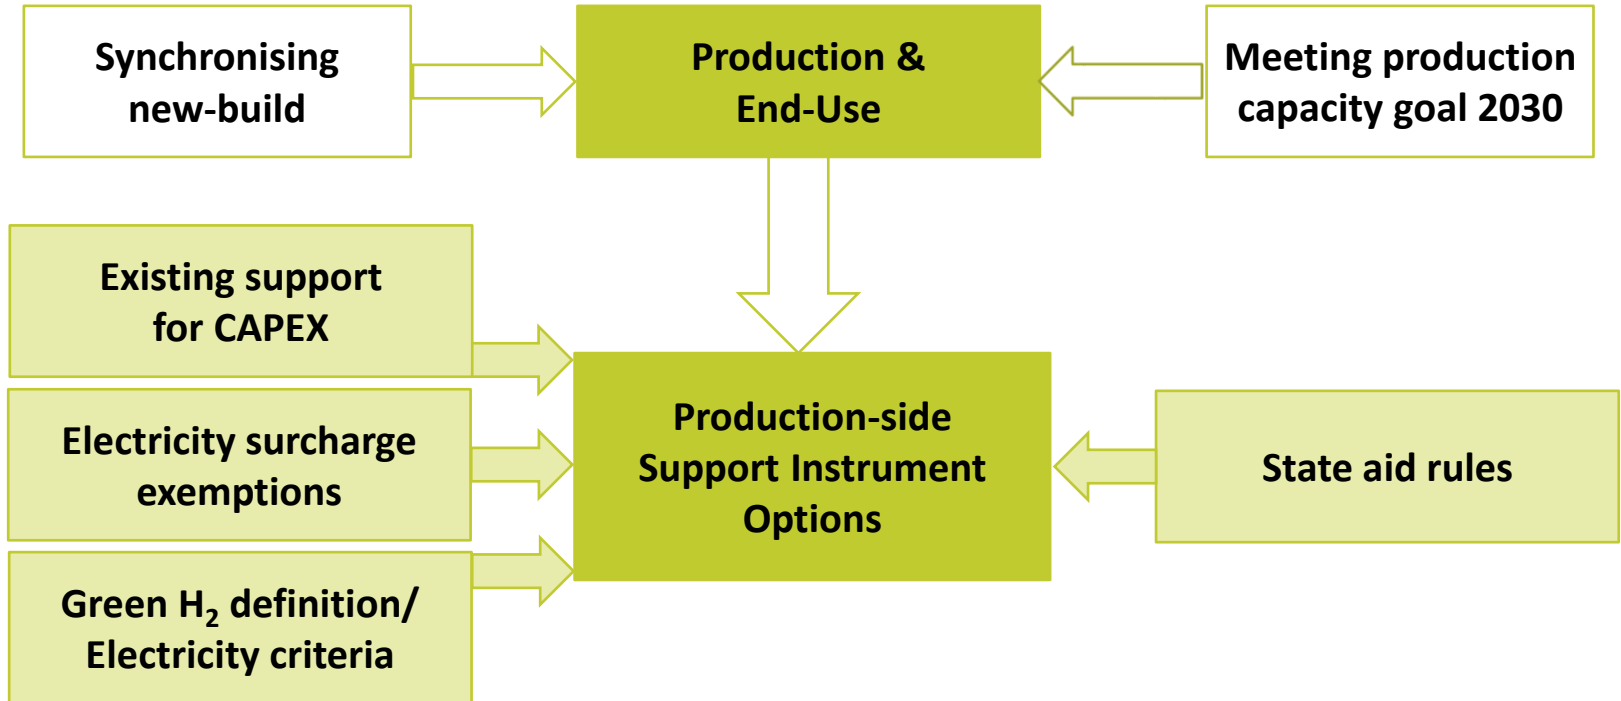 Synchronising
new-build
Production &
End-Use
Meeting production
capacity goal 2030
Existing support
for CAPEX
Electricity surcharge
exemptions
Green H₂ definition/
Electricity criteria
Production-side
Support Instrument
Options
State aid rules